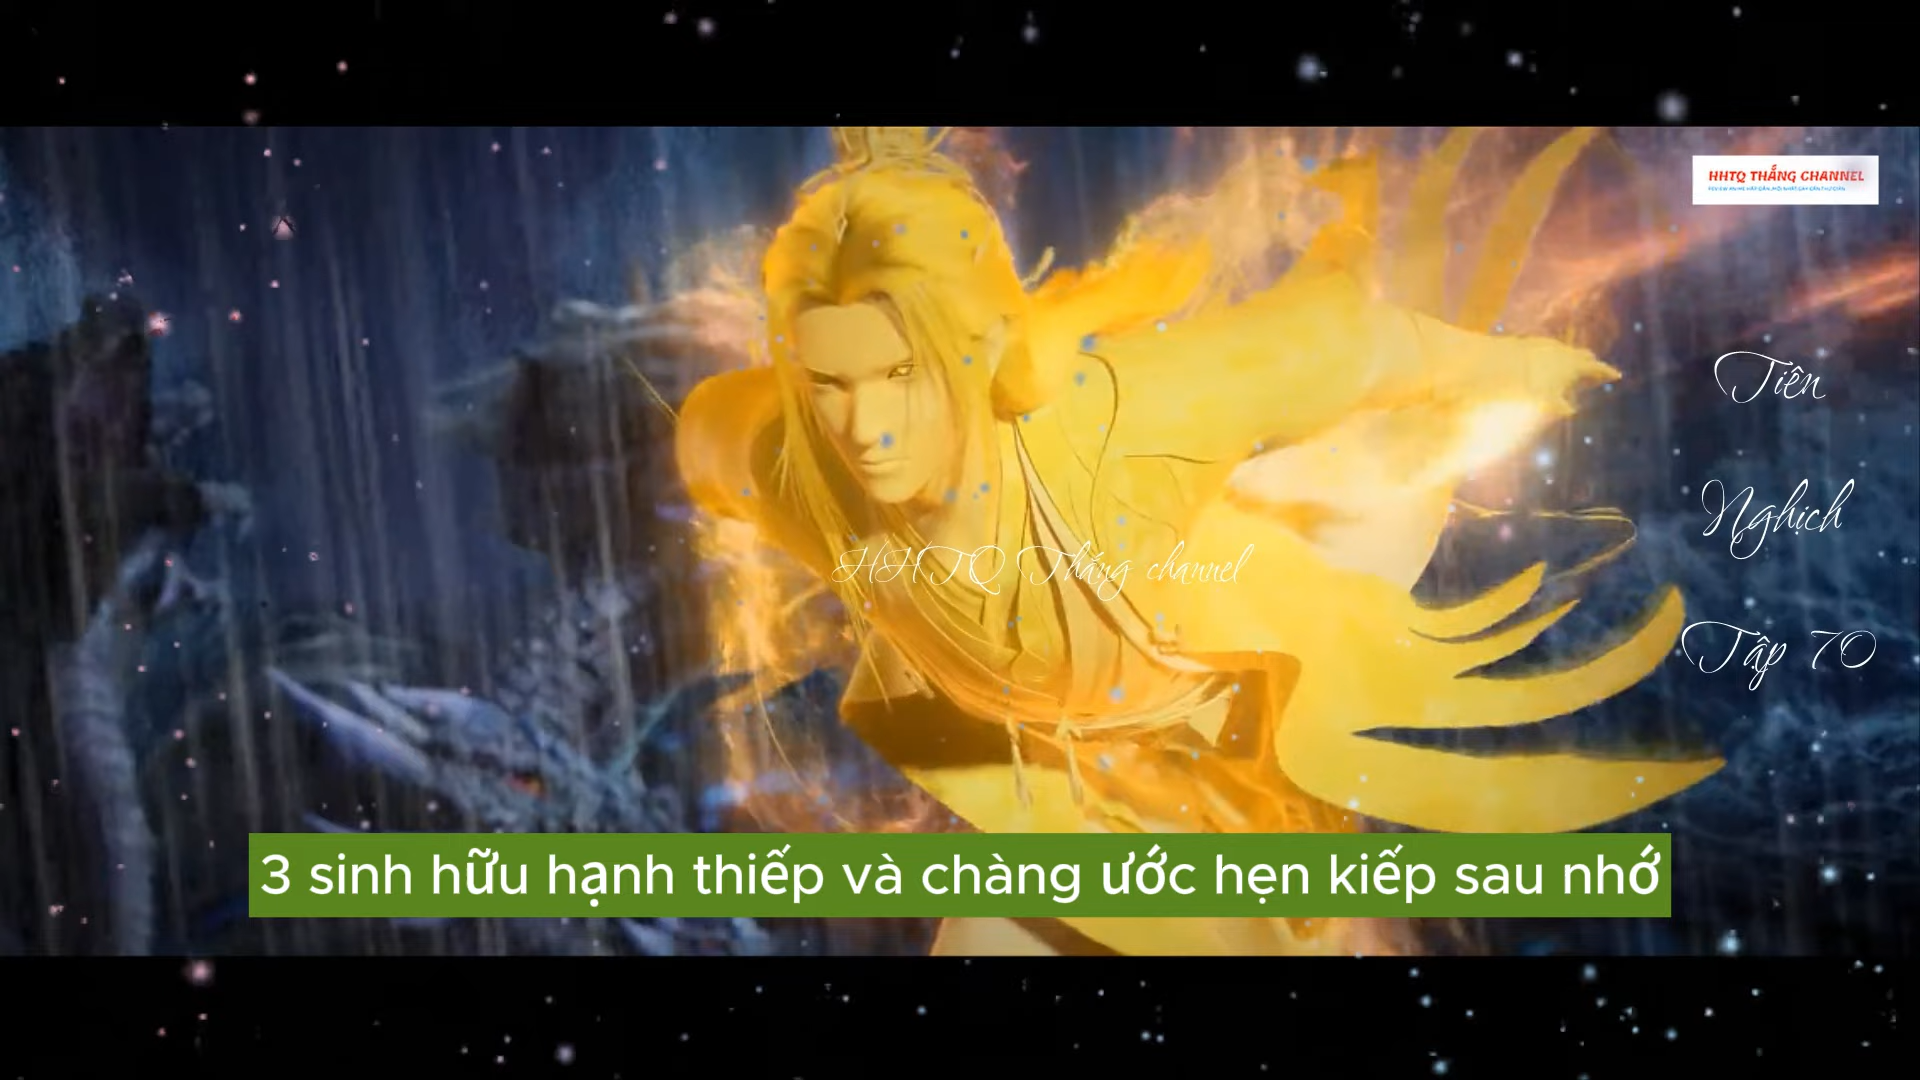 HHTQ THẮNG CHANNEL
Tiên
Nghịch
HHTQ Thắng channel
Tập 70
3 sinh hữu hạnh thiếp và chàng ước hẹn kiếp sau nhớ